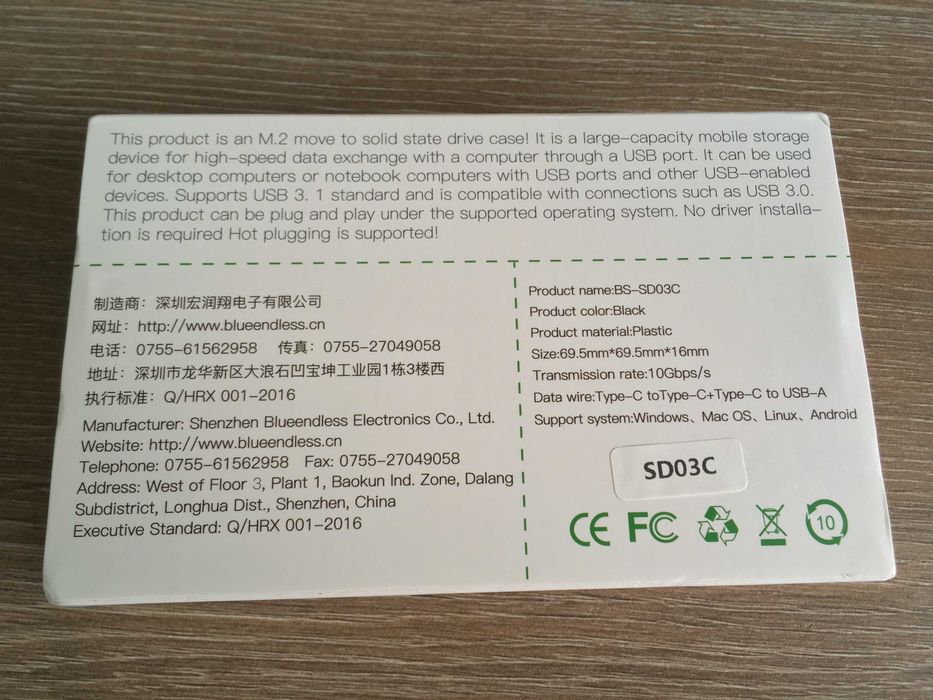 This product is an M.2 move to solid state drive case! It is a large-capacity mobile storage
device for high-speed data exchange with a computer through a USB port. It can be used
for desktop computers or notebook computers with USB ports and other USB-enabled
devices. Supports USB 3. 1 standard and is compatible with connections such as USB 3.0.
This product can be plug and play under the supported operating system. No driver installa-
tion is required Hot plugging is supported!
制造商：深圳宏润翔电子有限公司
网址：http://www.blueendless.cn
电话：0755-61562958 传真：0755-27049058
地址：深圳市龙华新区大浪石凹宝坤工业园1栋3楼西
执行标准：Q/HRX 001-2016
Manufacturer: Shenzhen Blueendless Electronics Co., Ltd.
Website: http://www.blueendless.cn
Telephone: 0755-61562958 Fax: 0755-27049058
Address: West of Floor 3, Plant 1, Baokun Ind. Zone, Dalang
Subdistrict, Longhua Dist., Shenzhen, China
Executive Standard: Q/HRX 001-2016
Product name:BS-SD03C
Product color:Black
Product material:Plastic
Size:69.5mm*69.5mm*16mm
Transmission rate:10Gbps/s
Data wire:Type-C toType-C+Type-C to USB-A
Support system:Windows、Mac OS、Linux、Android
SD03C
CE FC 10